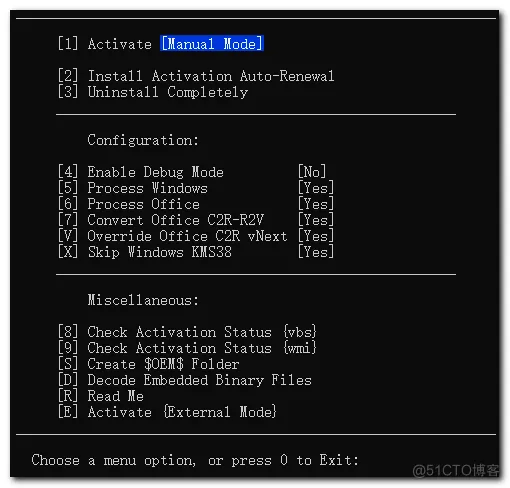 [1] Activate [Manual Mode]
[2] Install Activation Auto-Renewal
[3] Uninstall Completely
Configuration:
[4] Enable Debug Mode [No]
[5] Process Windows [Yes]
[6] Process Office [Yes]
[7] Convert Office C2R-R2V [Yes]
[V] Override Office C2R vNext [Yes]
[X] Skip Windows KMS38 [Yes]
Miscellaneous:
[8] Check Activation Status {vbs}
[9] Check Activation Status {wmi}
[S] Create $OEM$ Folder
[D] Decode Embedded Binary Files
[R] Read Me
[E] Activate {External Mode}
Choose a menu option, or press 0 to Exit:
@51CTO博客